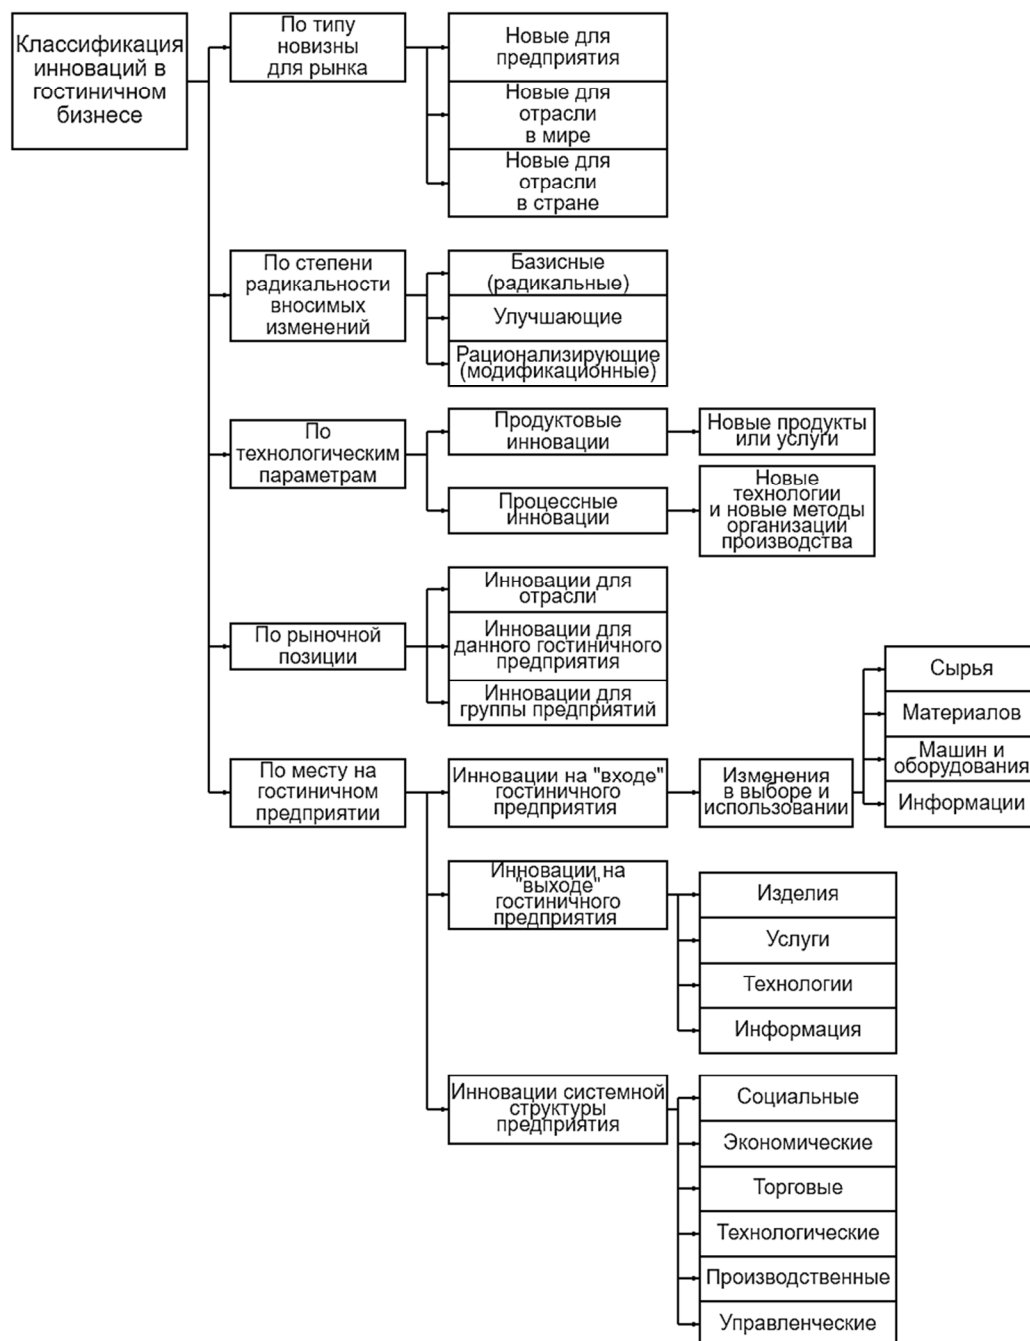 Классификация
инноваций в
гостиничном
бизнесе
По типу
новизны
для рынка
Новые для
предприятия
Новые для
отрасли
в мире
Новые для
отрасли
в стране
По степени
радикальности
вносимых
изменений
Базисные
(радикальные)
Улучшающие
Рационализирующие
(модификационные)
По
технологическим
параметрам
Продуктовые
инновации
Новые продукты
или услуги
Процессные
инновации
Новые
технологии
и новые методы
организации
производства
По рыночной
позиции
Инновации для
отрасли
Инновации для
данного гостиничного
предприятия
Инновации для
группы предприятий
По месту на
гостиничном
предприятии
Инновации на "входе"
гостиничного
предприятия
Изменения
в выборе и
использовании
Сырья
Материалов
Машин и
оборудования
Информации
Инновации на
"выходе"
гостиничного
предприятия
Изделия
Услуги
Технологии
Информация
Инновации системной
структуры
предприятия
Социальные
Экономические
Торговые
Технологические
Производственные
Управленческие